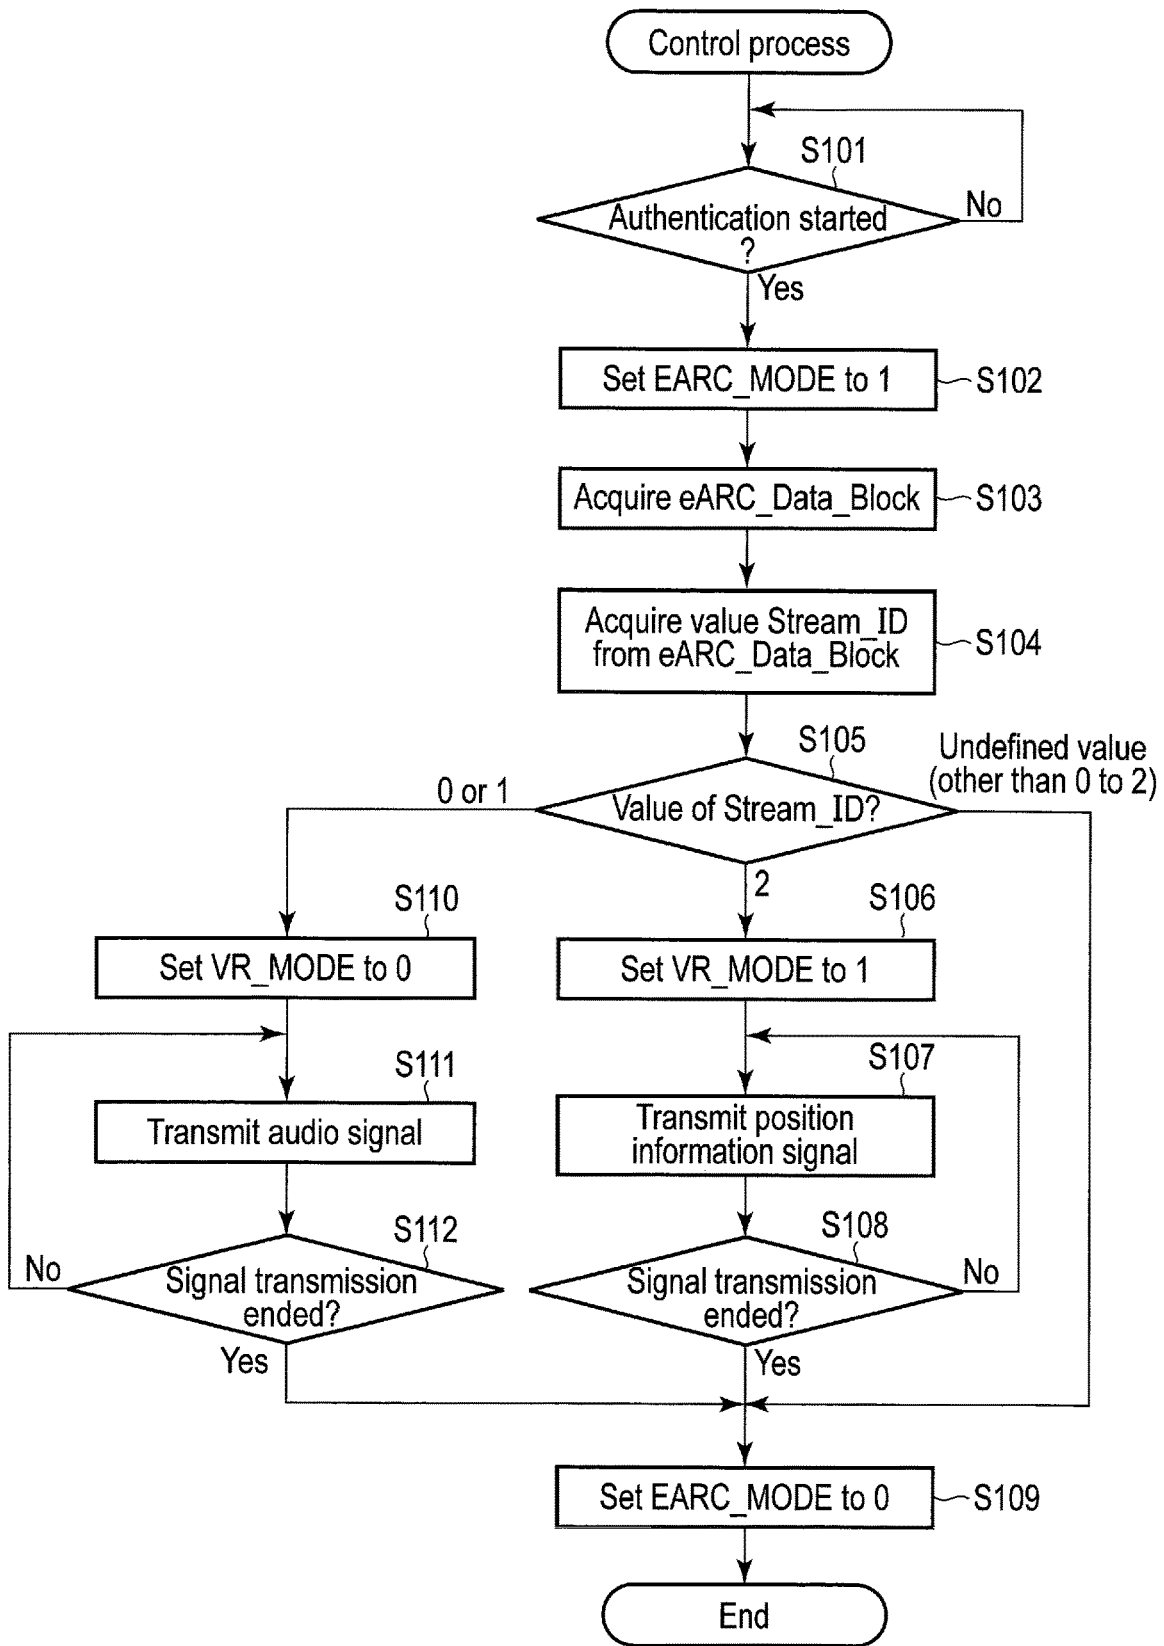 Control process
S101
Authentication started
?
No
Yes
Set EARC_MODE to 1
S102
Acquire eARC_Data_Block
S103
Acquire value Stream_ID
from eARC_Data_Block
S104
S105
Undefined value
(other than 0 to 2)
0 or 1
Value of Stream_ID?
2
S110
S106
Set VR_MODE to 0
Set VR_MODE to 1
S111
S107
Transmit audio signal
Transmit position
information signal
S112
S108
No
Signal transmission
ended?
Signal transmission
ended?
No
Yes
Yes
Set EARC_MODE to 0
S109
End